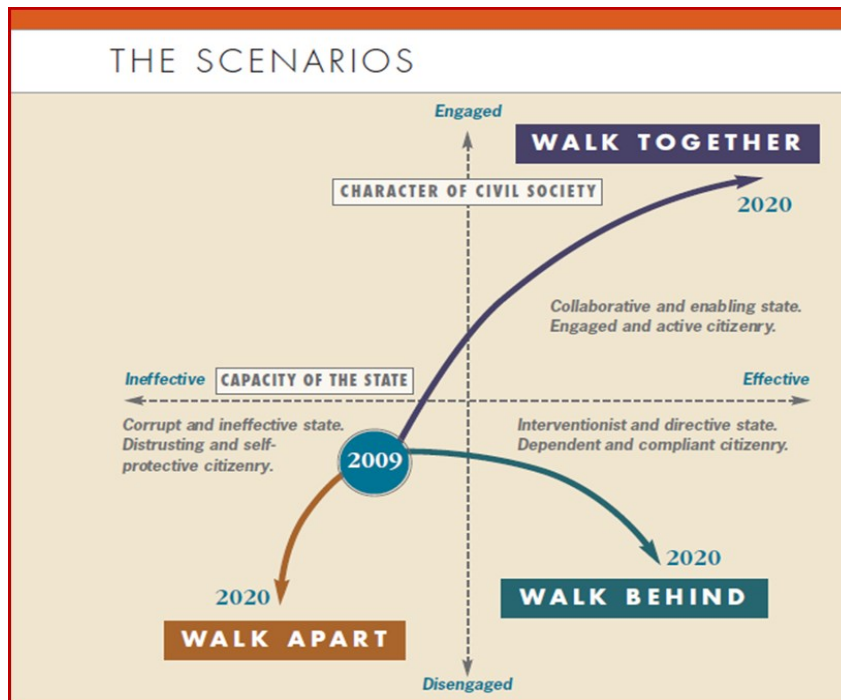 THE SCENARIOS
Engaged
WALK TOGETHER
CHARACTER OF CIVIL SOCIETY
2020
Collaborative and enabling state.
Engaged and active citizenry.
Ineffective
CAPACITY OF THE STATE
Effective
Corrupt and ineffective state.
Distrusting and self-
protective citizenry.
Interventionist and directive state.
Dependent and compliant citizenry.
2009
2020
WALK BEHIND
2020
WALK APART
Disengaged